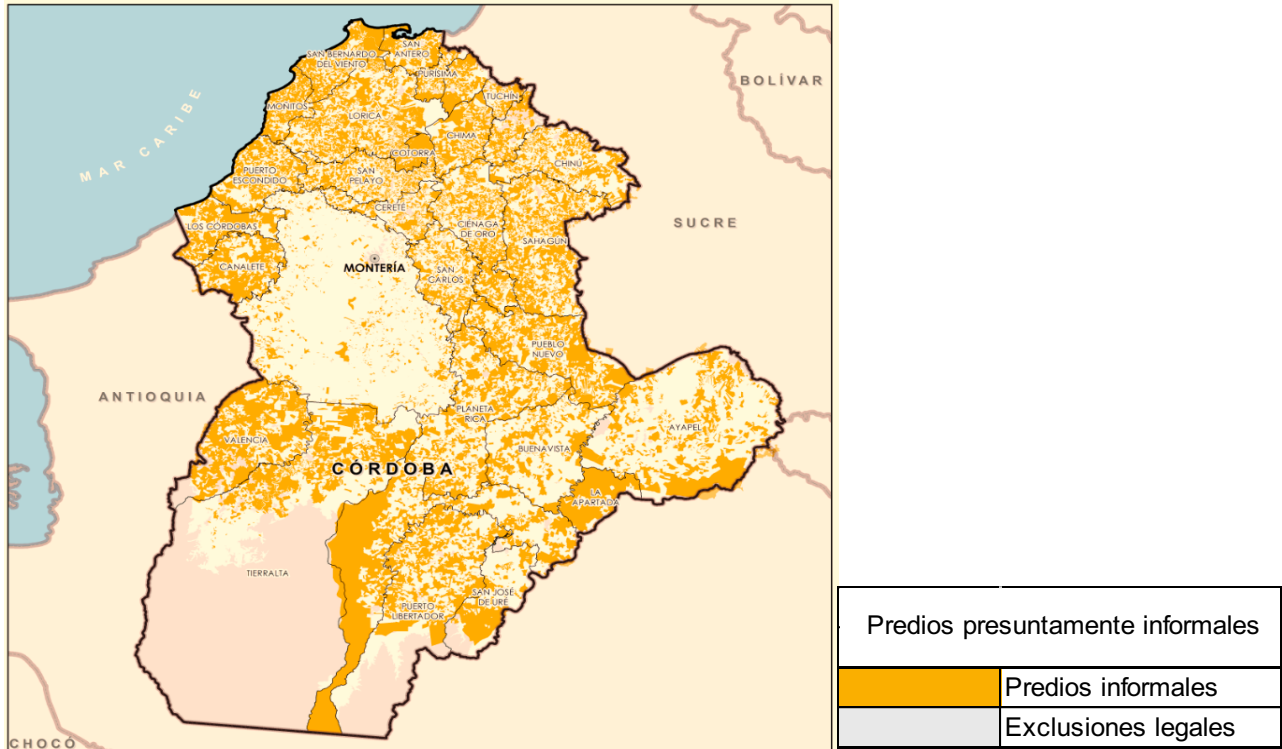 SAN BERNARDO
DEL VIENTO
SAN
ANTERO
PURÍSIMA
BOLÍVAR
MOÑITOS
TUCHÍN
LORICA
MAR CARIBE
CHIMA
COTORRA
CHINÚ
PUERTO
ESCONDIDO
SAN
PELAYO
CERETÉ
LOS CÓRDOBAS
CIÉNAGA
DE ORO
SUCRE
SAHAGÚN
CANALETE
MONTERÍA
SAN
CARLOS
PUEBLO
NUEVO
ANTIOQUIA
PLANETA
RICA
AYAPEL
VALENCIA
BUENAVISTA
CÓRDOBA
LA
APARTADA
TIERRALTA
SAN JOSÉ
DE URÉ
PUERTO
LIBERTADOR
CHOCÓ
Predios presuntamente informales
Predios informales
Exclusiones legales